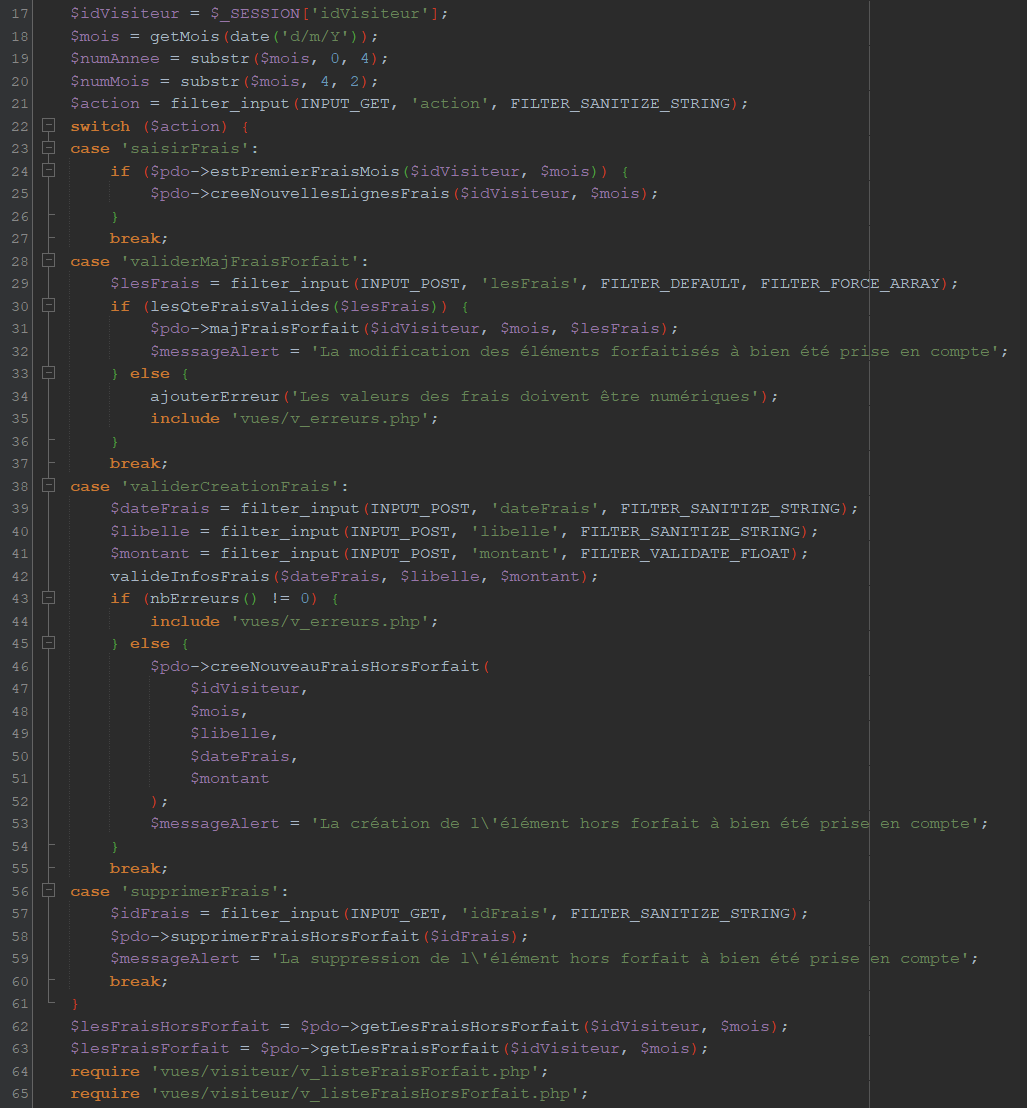 17 $idVisiteur = $_SESSION['idVisiteur'];
18 $mois = getMois(date('d/m/Y'));
19 $numAnnee = substr($mois, 0, 4);
20 $numMois = substr($mois, 4, 2);
21 $action = filter_input(INPUT_GET, 'action', FILTER_SANITIZE_STRING);
22 switch ($action) {
23 case 'saisirFrais':
24     if ($pdo->estPremierFraisMois($idVisiteur, $mois)) {
25         $pdo->creeNouvellesLignesFrais($idVisiteur, $mois);
26     }
27     break;
28 case 'validerMajFraisForfait':
29     $lesFrais = filter_input(INPUT_POST, 'lesFrais', FILTER_DEFAULT, FILTER_FORCE_ARRAY);
30     if (lesQteFraisValides($lesFrais)) {
31         $pdo->majFraisForfait($idVisiteur, $mois, $lesFrais);
32         $messageAlert = 'La modification des éléments forfaitisés à bien été prise en compte';
33     } else {
34         ajouterErreur('Les valeurs des frais doivent être numériques');
35         include 'vues/v_erreurs.php';
36     }
37     break;
38 case 'validerCreationFrais':
39     $dateFrais = filter_input(INPUT_POST, 'dateFrais', FILTER_SANITIZE_STRING);
40     $libelle = filter_input(INPUT_POST, 'libelle', FILTER_SANITIZE_STRING);
41     $montant = filter_input(INPUT_POST, 'montant', FILTER_VALIDATE_FLOAT);
42     valideInfosFrais($dateFrais, $libelle, $montant);
43     if (nbErreurs() != 0) {
44         include 'vues/v_erreurs.php';
45     } else {
46         $pdo->creeNouveauFraisHorsForfait(
47             $idVisiteur,
48             $mois,
49             $libelle,
50             $dateFrais,
51             $montant
52         );
53         $messageAlert = 'La création de l\'élément hors forfait à bien été prise en compte';
54     }
55     break;
56 case 'supprimerFrais':
57     $idFrais = filter_input(INPUT_GET, 'idFrais', FILTER_SANITIZE_STRING);
58     $pdo->supprimerFraisHorsForfait($idFrais);
59     $messageAlert = 'La suppression de l\'élément hors forfait à bien été prise en compte';
60     break;
61 }
62 $lesFraisHorsForfait = $pdo->getLesFraisHorsForfait($idVisiteur, $mois);
63 $lesFraisForfait = $pdo->getLesFraisForfait($idVisiteur, $mois);
64 require 'vues/visiteur/v_listeFraisForfait.php';
65 require 'vues/visiteur/v_listeFraisHorsForfait.php';